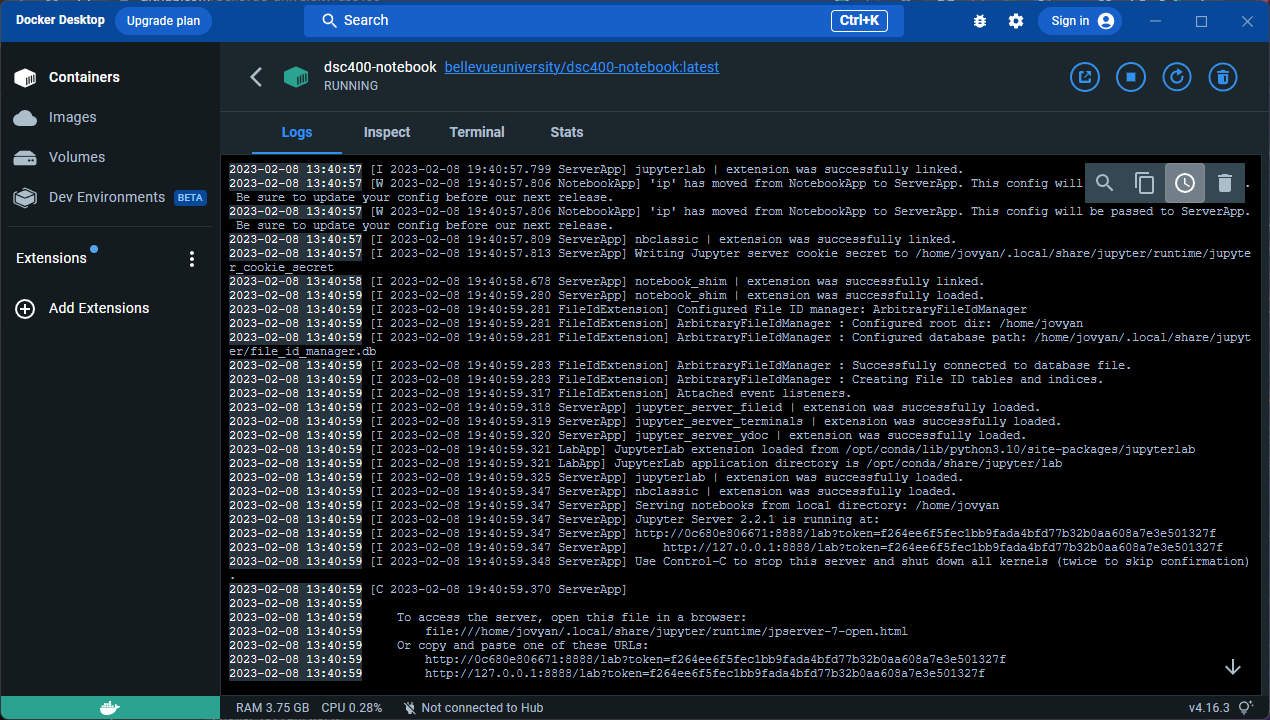 Docker Desktop
Upgrade plan
Search
Ctrl+K
Sign in
Containers
Images
Volumes
Dev Environments
BETA
Extensions
Add Extensions
dsc400-notebook
bellevueuniversity/dsc400-notebook:latest
RUNNING
Logs
Inspect
Terminal
Stats
2023-02-08 13:40:57 [I 2023-02-08 19:40:57.799 ServerApp] jupyterlab | extension was successfully linked.
2023-02-08 13:40:57 [W 2023-02-08 19:40:57.806 NotebookApp] 'ip' has moved from NotebookApp to ServerApp. This config will .
Be sure to update your config before our next release.
2023-02-08 13:40:57 [W 2023-02-08 19:40:57.806 NotebookApp] 'ip' has moved from NotebookApp to ServerApp. This config will be passed to ServerApp.
Be sure to update your config before our next release.
2023-02-08 13:40:57 [I 2023-02-08 19:40:57.809 ServerApp] nbclassic | extension was successfully linked.
2023-02-08 13:40:57 [I 2023-02-08 19:40:57.813 ServerApp] Writing Jupyter server cookie secret to /home/jovyan/.local/share/jupyter/runtime/jupyte
r_cookie_secret
2023-02-08 13:40:58 [I 2023-02-08 19:40:58.678 ServerApp] notebook_shim | extension was successfully linked.
2023-02-08 13:40:59 [I 2023-02-08 19:40:59.280 ServerApp] notebook_shim | extension was successfully loaded.
2023-02-08 13:40:59 [I 2023-02-08 19:40:59.281 FileIdExtension] Configured File ID manager: ArbitraryFileIdManager
2023-02-08 13:40:59 [I 2023-02-08 19:40:59.281 FileIdExtension] ArbitraryFileIdManager : Configured root dir: /home/jovyan
2023-02-08 13:40:59 [I 2023-02-08 19:40:59.281 FileIdExtension] ArbitraryFileIdManager : Configured database path: /home/jovyan/.local/share/jupyt
er/file_id_manager.db
2023-02-08 13:40:59 [I 2023-02-08 19:40:59.283 FileIdExtension] ArbitraryFileIdManager : Successfully connected to database file.
2023-02-08 13:40:59 [I 2023-02-08 19:40:59.283 FileIdExtension] ArbitraryFileIdManager : Creating File ID tables and indices.
2023-02-08 13:40:59 [I 2023-02-08 19:40:59.317 FileIdExtension] Attached event listeners.
2023-02-08 13:40:59 [I 2023-02-08 19:40:59.318 ServerApp] jupyter_server_fileid | extension was successfully loaded.
2023-02-08 13:40:59 [I 2023-02-08 19:40:59.319 ServerApp] jupyter_server_terminals | extension was successfully loaded.
2023-02-08 13:40:59 [I 2023-02-08 19:40:59.320 ServerApp] jupyter_server_ydoc | extension was successfully loaded.
2023-02-08 13:40:59 [I 2023-02-08 19:40:59.321 LabApp] JupyterLab extension loaded from /opt/conda/lib/python3.10/site-packages/jupyterlab
2023-02-08 13:40:59 [I 2023-02-08 19:40:59.321 LabApp] JupyterLab application directory is /opt/conda/share/jupyter/lab
2023-02-08 13:40:59 [I 2023-02-08 19:40:59.325 ServerApp] jupyterlab | extension was successfully loaded.
2023-02-08 13:40:59 [I 2023-02-08 19:40:59.347 ServerApp] nbclassic | extension was successfully loaded.
2023-02-08 13:40:59 [I 2023-02-08 19:40:59.347 ServerApp] Serving notebooks from local directory: /home/jovyan
2023-02-08 13:40:59 [I 2023-02-08 19:40:59.347 ServerApp] Jupyter Server 2.2.1 is running at:
2023-02-08 13:40:59 [I 2023-02-08 19:40:59.347 ServerApp] http://0c680e806671:8888/lab?token=f264ee6f5fec1bb9fada4bfd77b32b0aa608a7e3e501327f
2023-02-08 13:40:59 [I 2023-02-08 19:40:59.347 ServerApp] http://127.0.0.1:8888/lab?token=f264ee6f5fec1bb9fada4bfd77b32b0aa608a7e3e501327f
2023-02-08 13:40:59 [I 2023-02-08 19:40:59.348 ServerApp] Use Control-C to stop this server and shut down all kernels (twice to skip confirmation)
.
2023-02-08 13:40:59 [C 2023-02-08 19:40:59.370 ServerApp]
2023-02-08 13:40:59
2023-02-08 13:40:59 To access the server, open this file in a browser:
2023-02-08 13:40:59 file:///home/jovyan/.local/share/jupyter/runtime/jpserver-7-open.html
2023-02-08 13:40:59 Or copy and paste one of these URLs:
2023-02-08 13:40:59 http://0c680e806671:8888/lab?token=f264ee6f5fec1bb9fada4bfd77b32b0aa608a7e3e501327f
2023-02-08 13:40:59 http://127.0.0.1:8888/lab?token=f264ee6f5fec1bb9fada4bfd77b32b0aa608a7e3e501327f
RAM 3.75 GB
CPU 0.28%
Not connected to Hub
v4.16.3